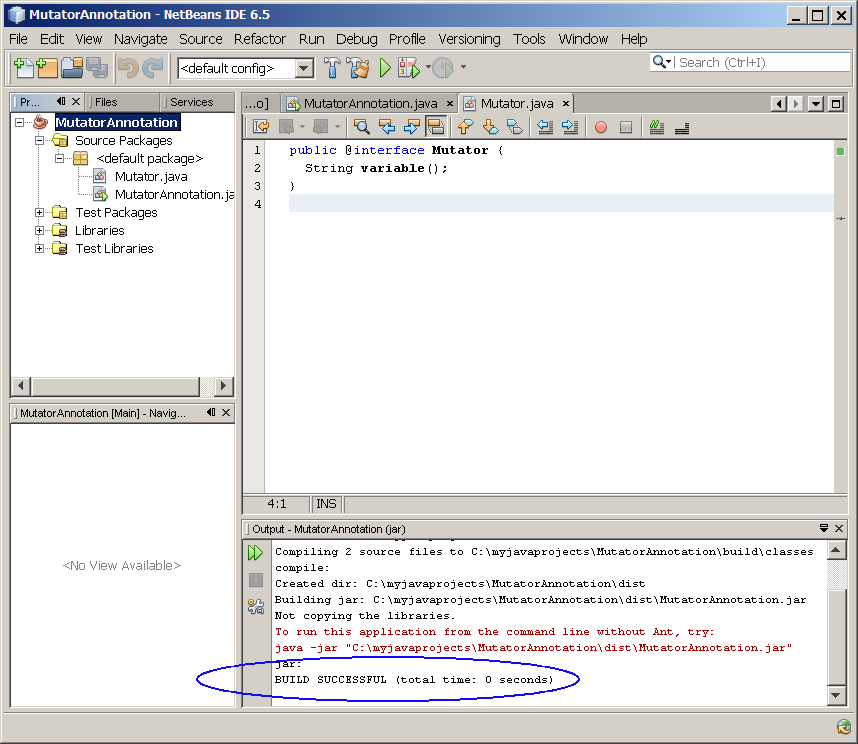 MutatorAnnotation - NetBeans IDE 6.5
File Edit View Navigate Source Refactor Run Debug Profile Versioning Tools Window Help
<default config>
Search (Ctrl+I)
Pr... Files Services
MutatorAnnotation
Source Packages
<default package>
Mutator.java
MutatorAnnotation.ja
Test Packages
Libraries
Test Libraries
MutatorAnnotation [Main] - Navig...
<No View Available>
...o] MutatorAnnotation.java Mutator.java
1 public @interface Mutator {
2 String variable();
3 }
4
4:1 INS
Output - MutatorAnnotation (jar)
Compiling 2 source files to C:\myjavaprojects\MutatorAnnotation\build\classes
compile:
Created dir: C:\myjavaprojects\MutatorAnnotation\dist
Building jar: C:\myjavaprojects\MutatorAnnotation\dist\MutatorAnnotation.jar
Not copying the libraries.
To run this application from the command line without Ant, try:
java -jar "C:\myjavaprojects\MutatorAnnotation\dist\MutatorAnnotation.jar"
jar:
BUILD SUCCESSFUL (total time: 0 seconds)